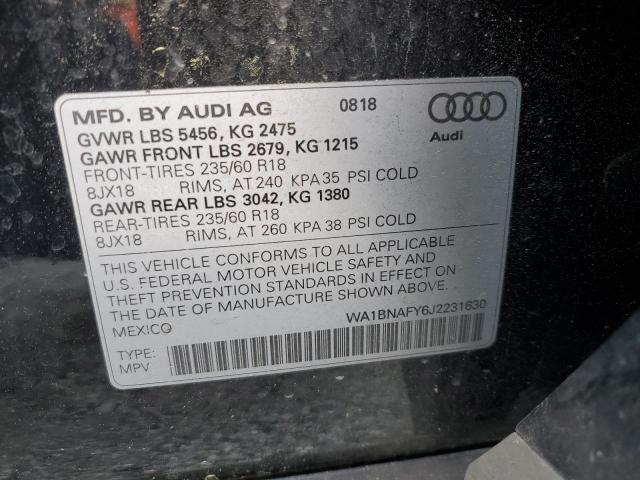 MFD. BY AUDI AG 0818
Audi
GVWR LBS 5456, KG 2475
GAWR FRONT LBS 2679, KG 1215
FRONT-TIRES 235/60 R18
8JX18 RIMS, AT 240 KPA 35 PSI COLD
GAWR REAR LBS 3042, KG 1380
REAR-TIRES 235/60 R18
8JX18 RIMS, AT 260 KPA 38 PSI COLD
THIS VEHICLE CONFORMS TO ALL APPLICABLE
U.S. FEDERAL MOTOR VEHICLE SAFETY AND
THEFT PREVENTION STANDARDS IN EFFECT ON
DATE OF MANUFACTURE SHOWN ABOVE.
MEXICO WA1BNAFY6J2231630
TYPE:
MPV